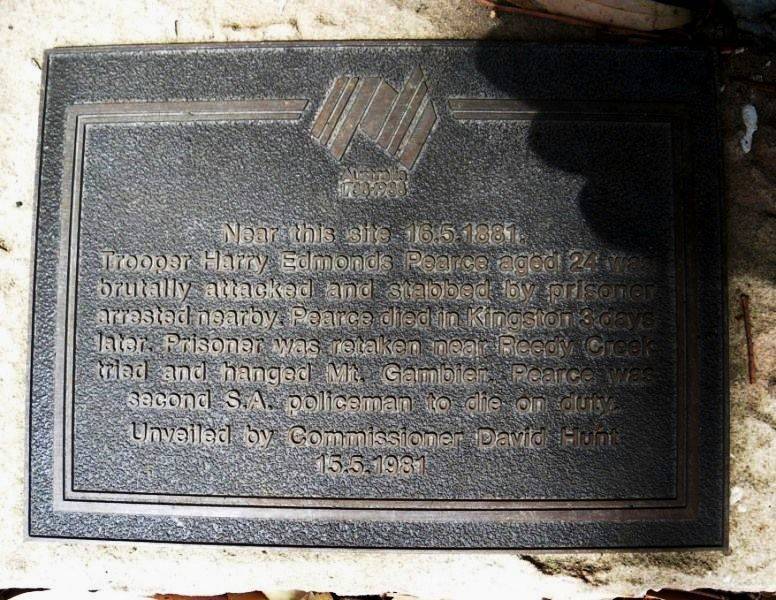 Australia
1788-1988
Near this site 16.5.1881.
Trooper Harry Edmonds Pearce aged 24 was
brutally attacked and stabbed by prisoner
arrested nearby. Pearce died in Kingston 3 days
later. Prisoner was retaken near Reedy Creek
tried and hanged Mt. Gambier. Pearce was
second S.A. policeman to die on duty.
Unveiled by Commissioner David Hunt
15.5.1981